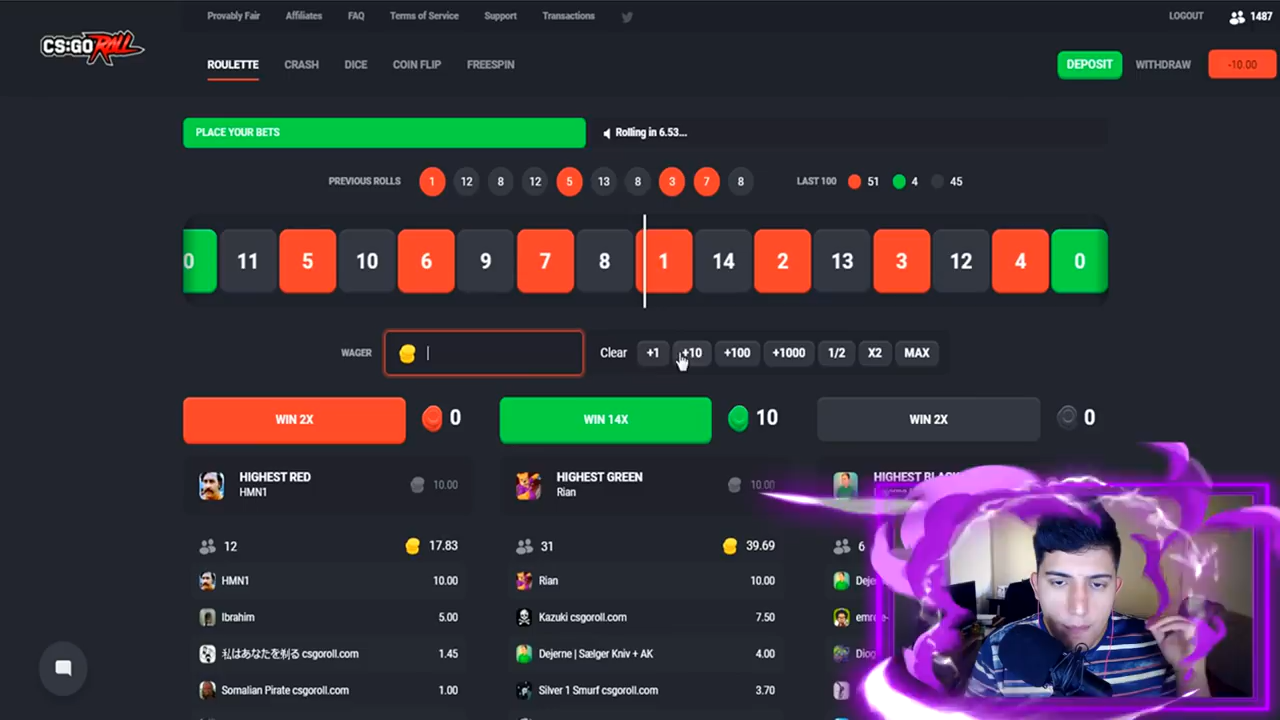 Provably Fair Affiliates FAQ Terms of Service Support Transactions LOGOUT 1487
CS:GO ROLL
ROULETTE CRASH DICE COIN FLIP FREESPIN DEPOSIT WITHDRAW -10.00
PLACE YOUR BETS Rolling in 6.53...
PREVIOUS ROLLS 1 12 8 12 5 13 8 3 7 8 LAST 100 51 4 45
0 11 5 10 6 9 7 8 1 14 2 13 3 12 4 0
WAGER Clear +1 +10 +100 +1000 1/2 X2 MAX
WIN 2X 0 WIN 14X 10 WIN 2X 0
HIGHEST RED 10.00 HIGHEST GREEN 10.00 HIGHEST
HMN1 Rian
12 17.83 31 39.69 6
HMN1 10.00 Rian 10.00 Deje
Ibrahim 5.00 Kazuki csgoroll.com 7.50 emre
私はあなたを剃る csgoroll.com 1.45 Dejerne | Sælger Kniv + AK 4.00 Diog
Somalian Pirate csgoroll.com 1.00 Silver 1 Smurf csgoroll.com 3.70